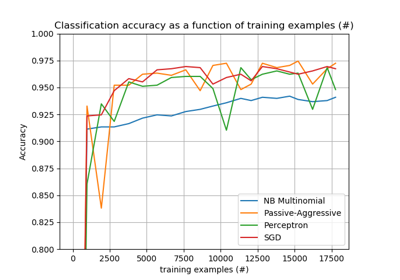 Classification accuracy as a function of training examples (#)
1.000
0.975
0.950
0.925
0.900
0.875
0.850
0.825
0.800
Accuracy
NB Multinomial
Passive-Aggressive
Perceptron
SGD
0 2500 5000 7500 10000 12500 15000 17500
training examples (#)